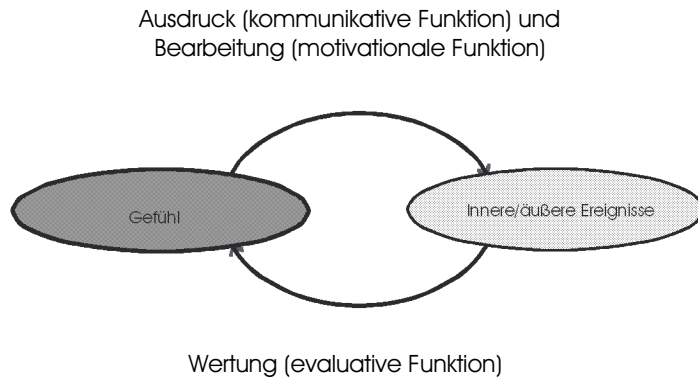 Ausdruck (kommunikative Funktion) und
Bearbeitung (motivationale Funktion)
Gefühl
Innere/äußere Ereignisse
Wertung (evaluative Funktion)